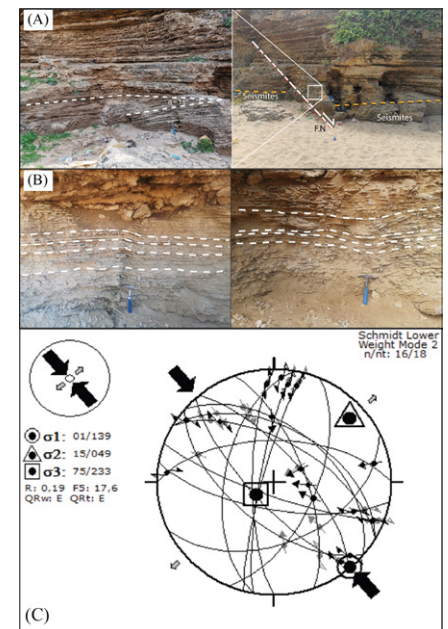 (A)
Seismites
Seismites
F.N
(B)
Schmidt Lower
Weight Mode 2
n/nt: 16/18
σ1: 01/139
σ2: 15/049
σ3: 75/233
R: 0,19 F5: 17,6
QRw: E QRt: E
(C)